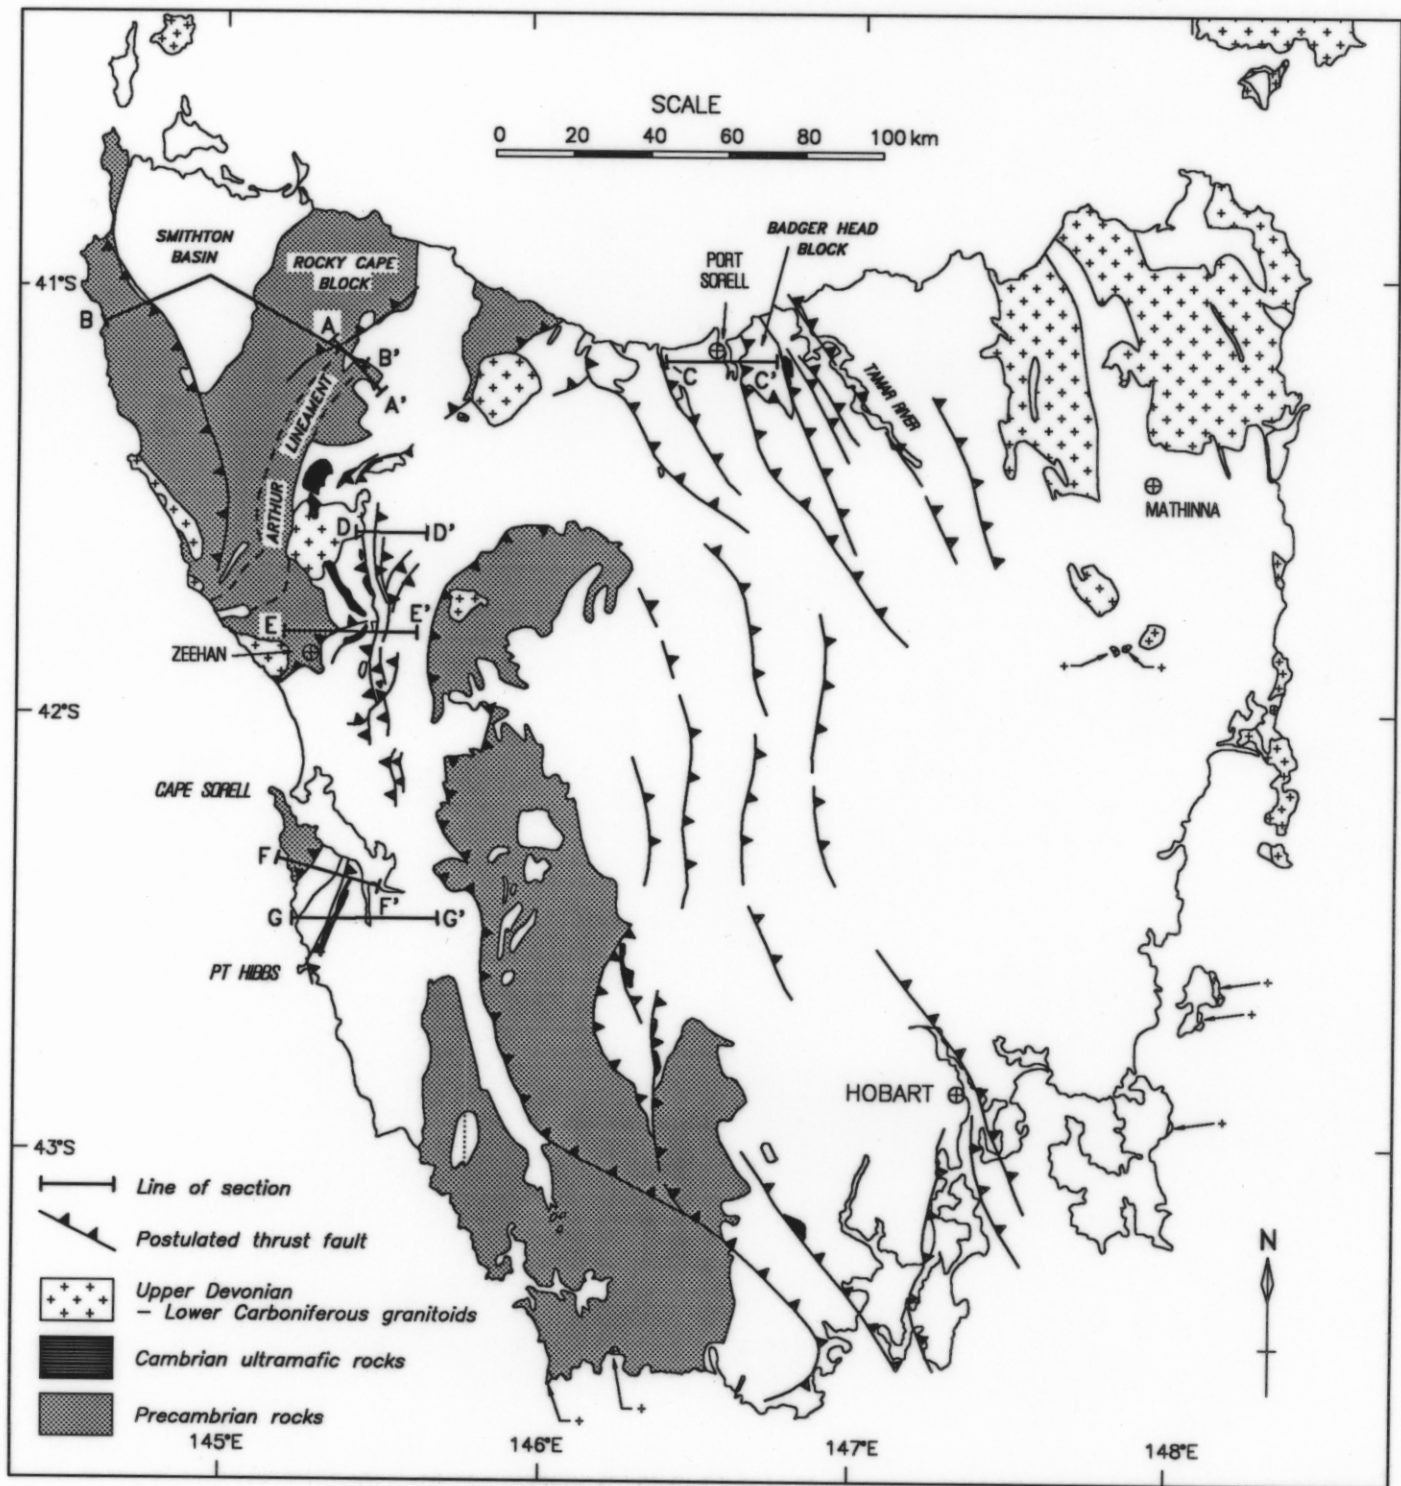 SCALE
0 20 40 60 80 100 km
SMITHTON
BASIN
ROCKY CAPE
BLOCK
BADGER HEAD
BLOCK
PORT
SORELL
41°S
B
A
B'
A'
C
C'
TAMAR RIVER
ARTHUR LINEAMENT
MATHINNA
D
D'
E
E'
ZEEHAN
42°S
CAPE SORELL
F
F'
G
G'
PT HIBBS
HOBART
43°S
Line of section
Postulated thrust fault
Upper Devonian
– Lower Carboniferous granitoids
Cambrian ultramafic rocks
Precambrian rocks
N
145°E
146°E
147°E
148°E